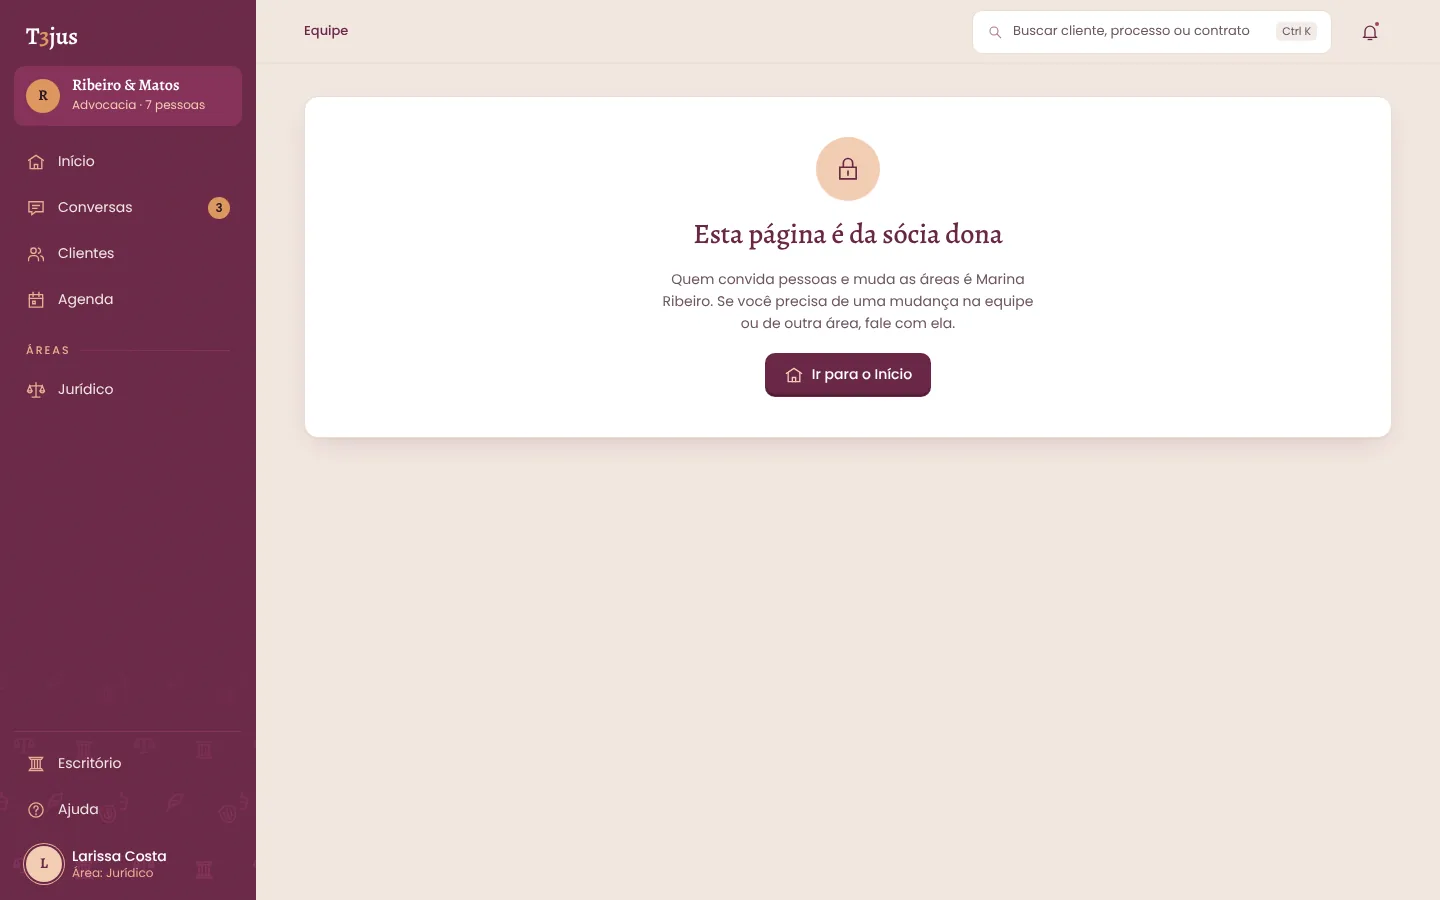 T3jus
R
Ribeiro & Matos
Advocacia · 7 pessoas
Início
Conversas
3
Clientes
Agenda
ÁREAS
Jurídico
Escritório
Ajuda
L
Larissa Costa
Área: Jurídico
Equipe
Buscar cliente, processo ou contrato
Ctrl K
Esta página é da sócia dona
Quem convida pessoas e muda as áreas é Marina
Ribeiro. Se você precisa de uma mudança na equipe
ou de outra área, fale com ela.
Ir para o Início